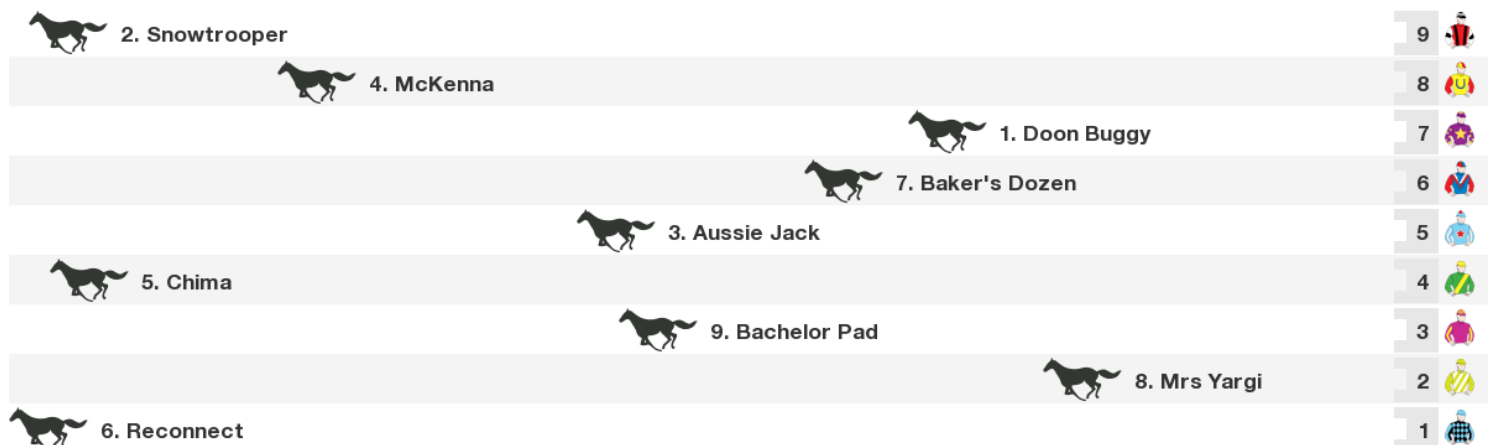 2. Snowtrooper 9
4. McKenna 8
1. Doon Buggy 7
7. Baker's Dozen 6
3. Aussie Jack 5
5. Chima 4
9. Bachelor Pad 3
8. Mrs Yargi 2
6. Reconnect 1